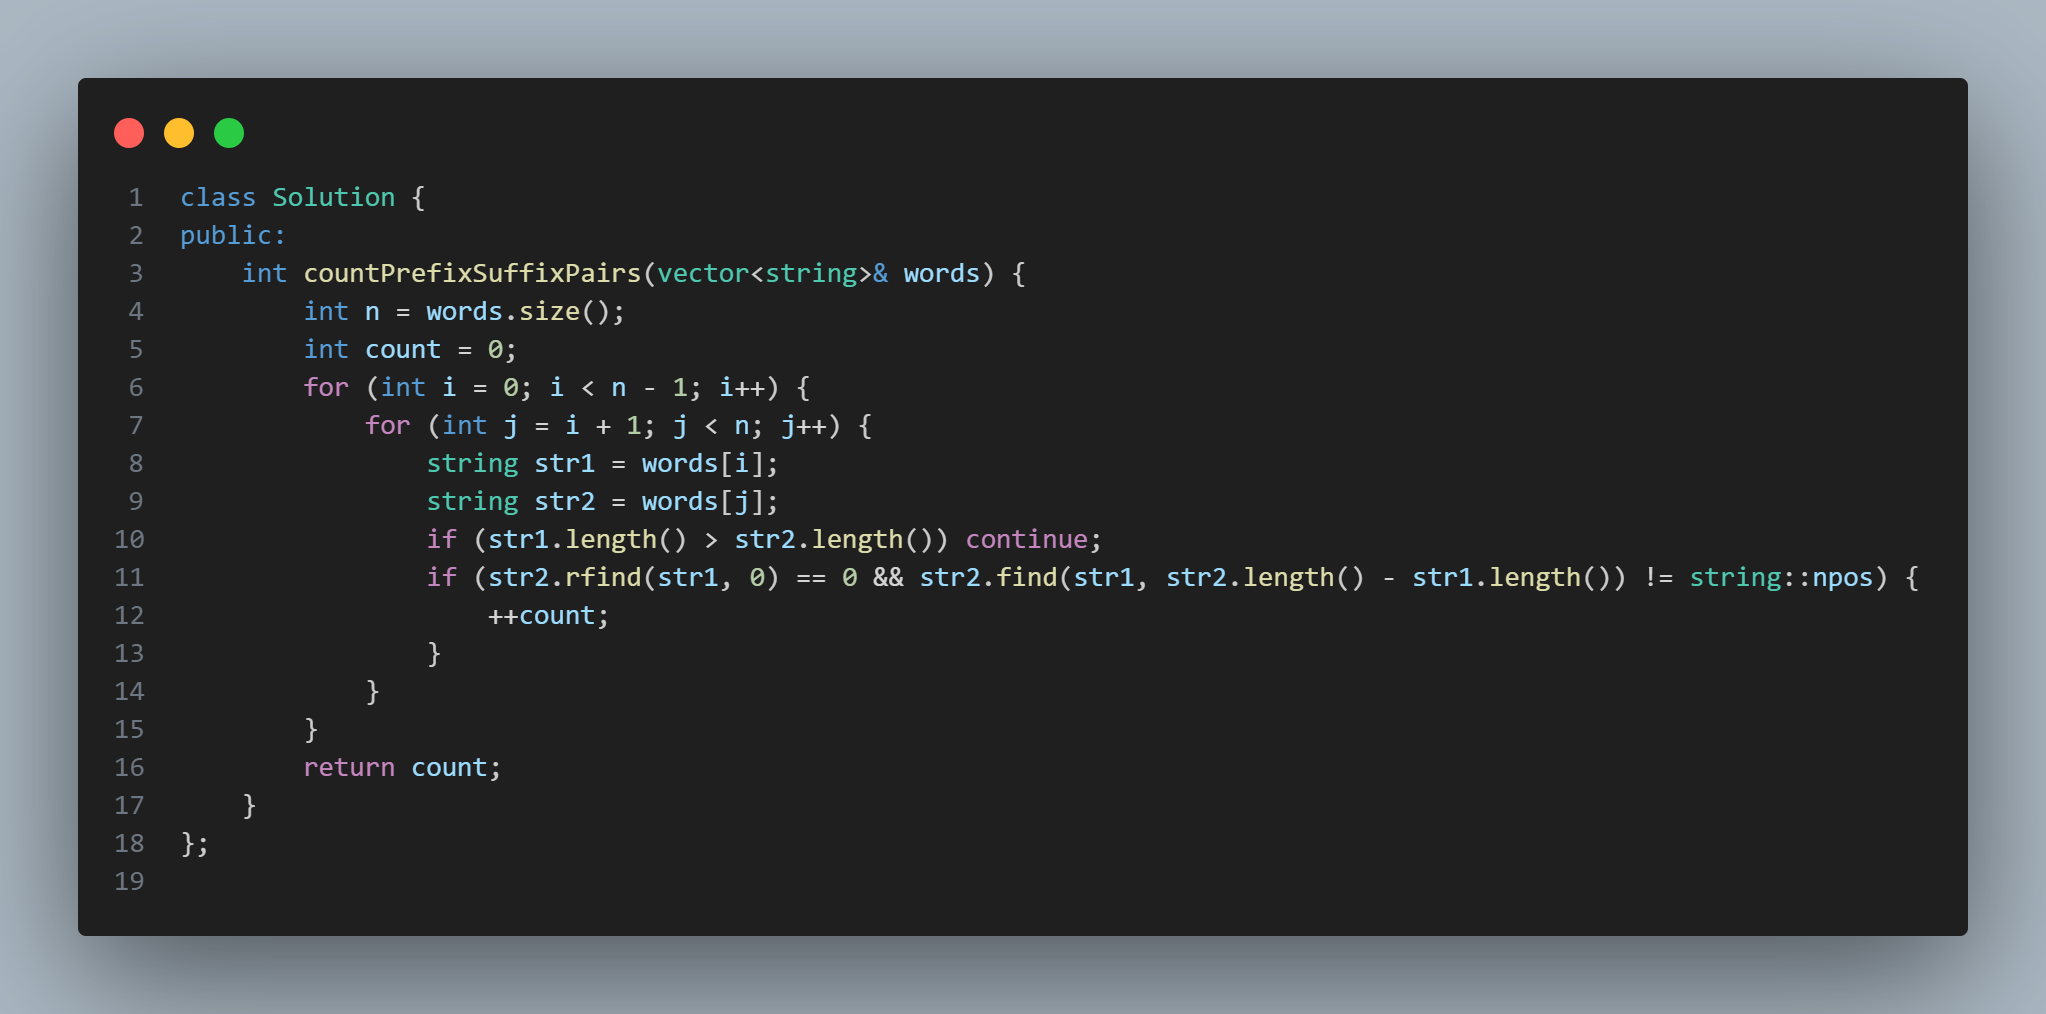 1 class Solution {
2 public:
3     int countPrefixSuffixPairs(vector<string>& words) {
4         int n = words.size();
5         int count = 0;
6         for (int i = 0; i < n - 1; i++) {
7             for (int j = i + 1; j < n; j++) {
8                 string str1 = words[i];
9                 string str2 = words[j];
10                 if (str1.length() > str2.length()) continue;
11                 if (str2.rfind(str1, 0) == 0 && str2.find(str1, str2.length() - str1.length()) != string::npos) {
12                     ++count;
13                 }
14             }
15         }
16         return count;
17     }
18 };
19